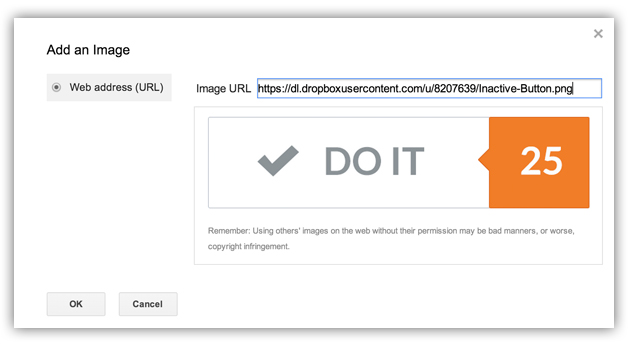 Add an Image
Web address (URL)
Image URL https://dl.dropboxusercontent.com/u/8207639/Inactive-Button.png
DO IT 25
Remember: Using others' images on the web without their permission may be bad manners, or worse,
copyright infringement.
OK Cancel